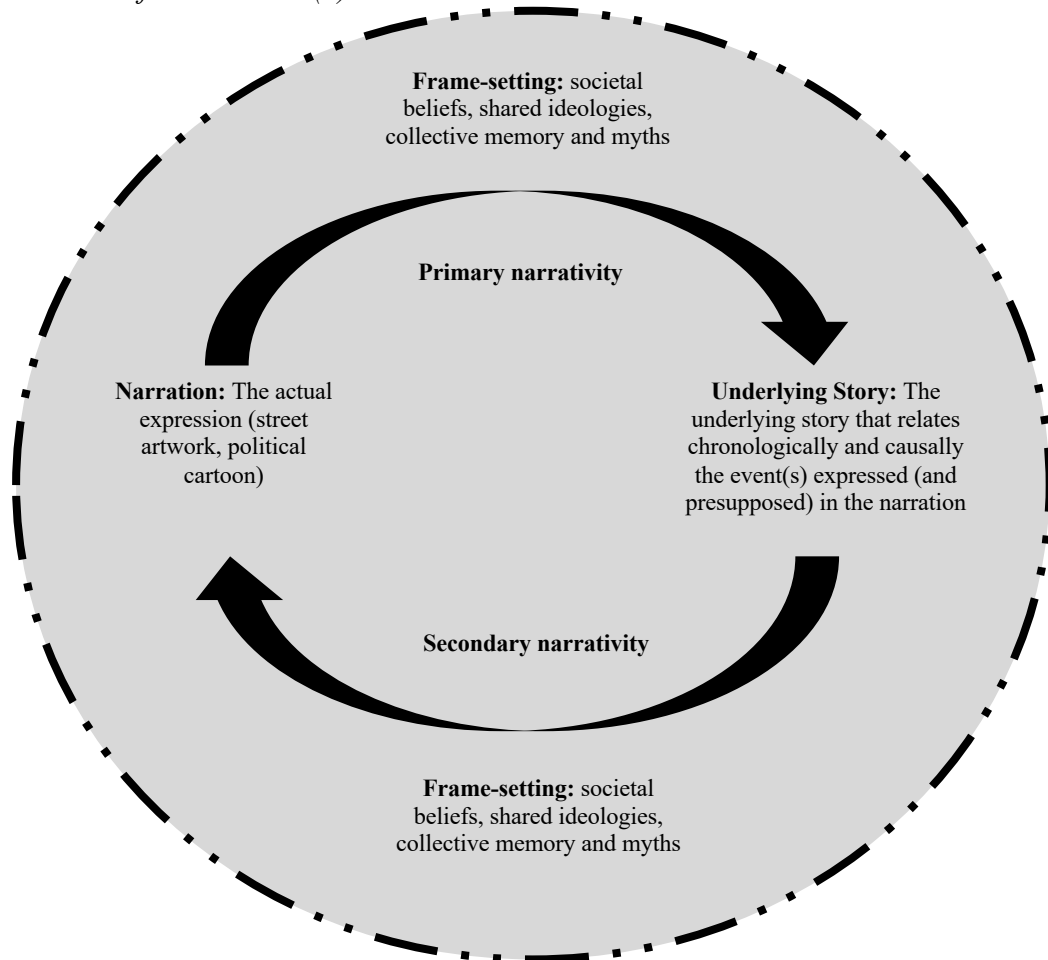 Frame-setting: societal
beliefs, shared ideologies,
collective memory and myths
Primary narrativity
Narration: The actual
expression (street
artwork, political
cartoon)
Underlying Story: The
underlying story that relates
chronologically and causally
the event(s) expressed (and
presupposed) in the narration
Secondary narrativity
Frame-setting: societal
beliefs, shared ideologies,
collective memory and myths